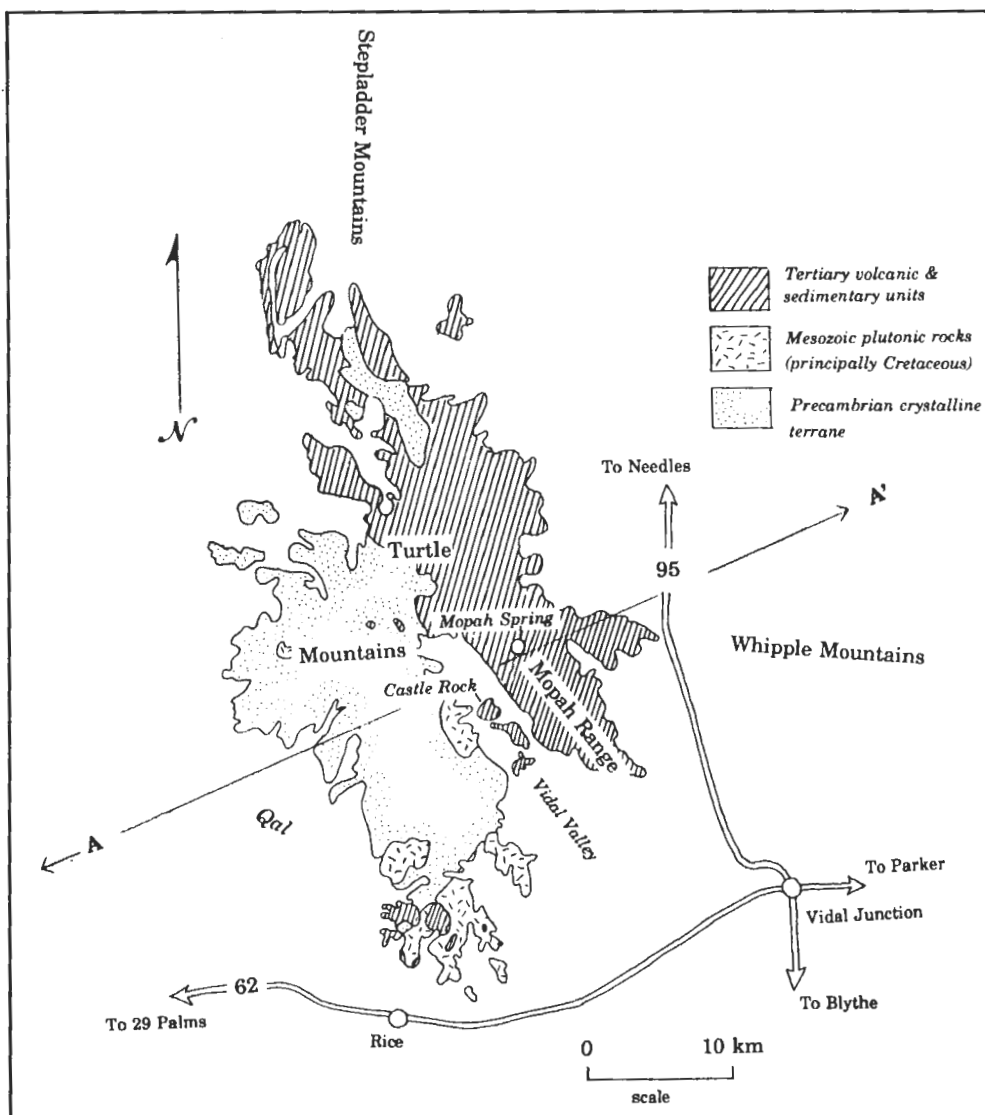 Stepladder Mountains
N
Tertiary volcanic &
sedimentary units
Mesozoic plutonic rocks
(principally Cretaceous)
Precambrian crystalline
terrane
To Needles
A'
95
Turtle
Mopah Spring
Mountains
Whipple Mountains
Castle Rock
Mopah Range
Vidal Valley
Qal
A
To Parker
Vidal Junction
62
To 29 Palms
To Blythe
Rice
0 10 km
scale